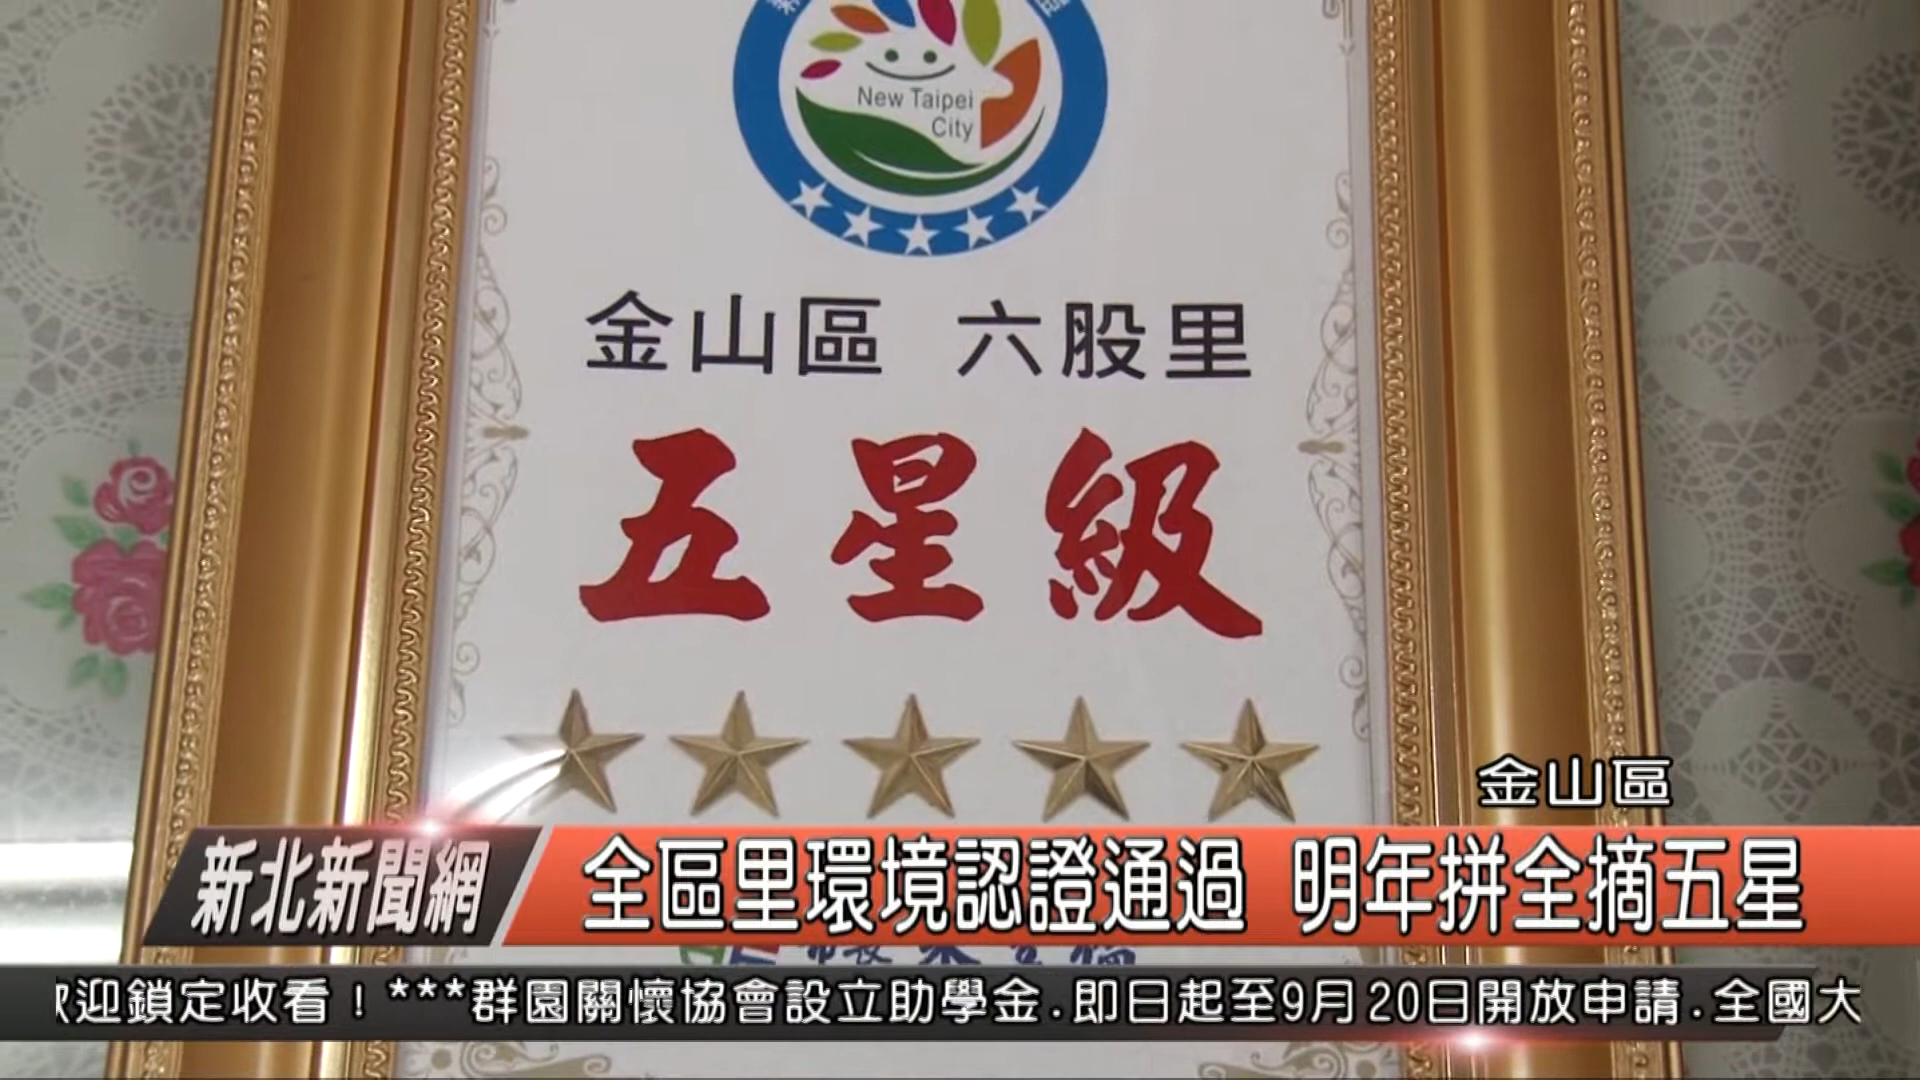 New Taipei
City
金山區 六股里
五星級
金山區
新北新聞網
全區里環境認證通過 明年拼全摘五星
迎鎖定收看！***群園關懷協會設立助學金.即日起至9月20日開放申請.全國大